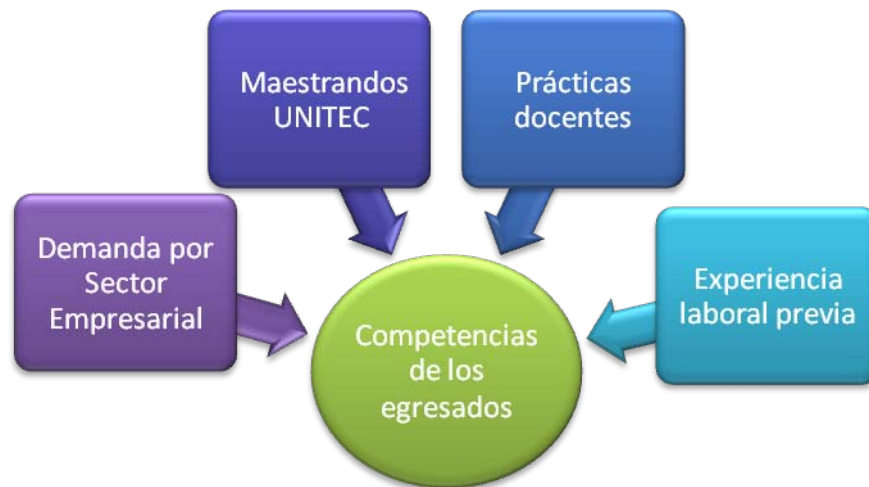 Maestrandos
UNITEC
Prácticas
docentes
Demanda por
Sector
Empresarial
Experiencia
laboral previa
Competencias
de los
egresados